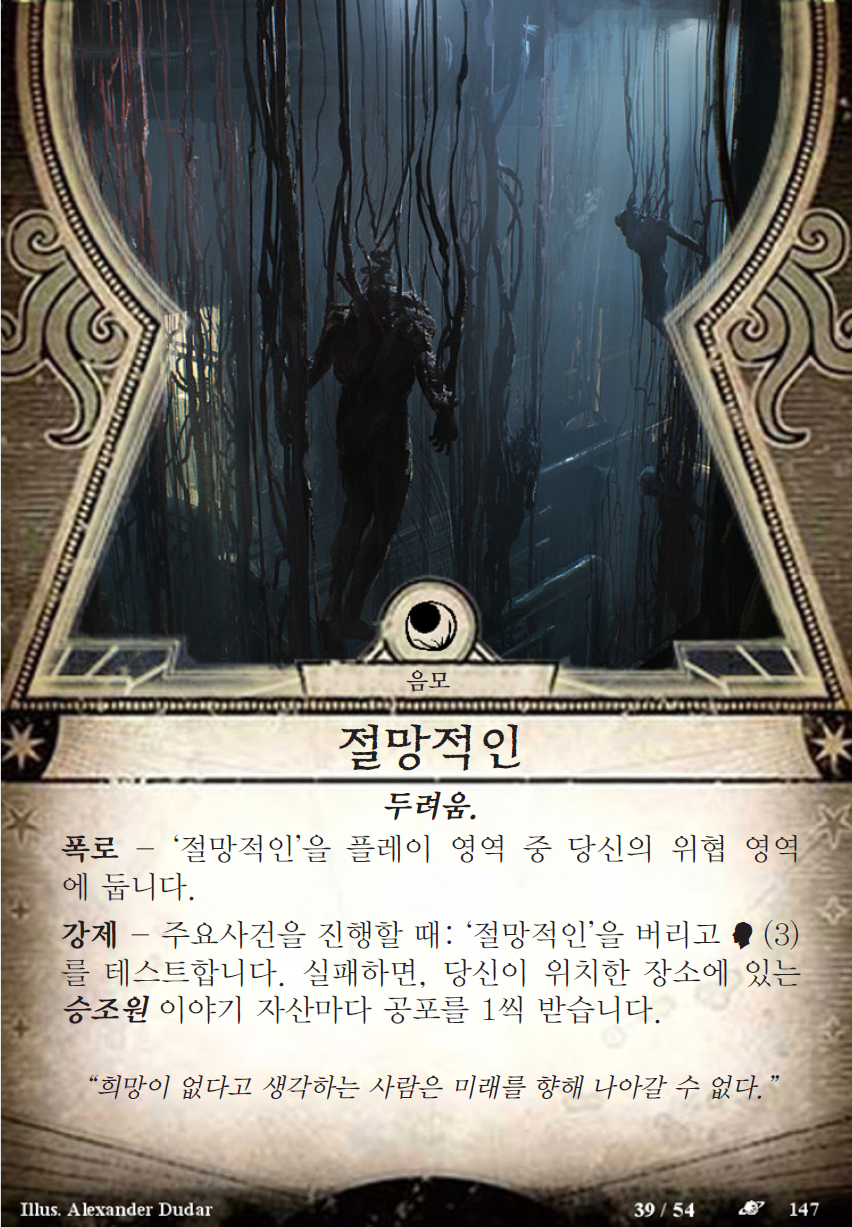 음모
절망적인
두려움.
폭로 – ‘절망적인’을 플레이 영역 중 당신의 위협 영역
에 둡니다.
강제 – 주요사건을 진행할 때: ‘절망적인’을 버리고 (3)
를 테스트합니다. 실패하면, 당신이 위치한 장소에 있는
승조원 이야기 자산마다 공포를 1씩 받습니다.
“희망이 없다고 생각하는 사람은 미래를 향해 나아갈 수 없다.”
Illus. Alexander Dudar 39 / 54 147